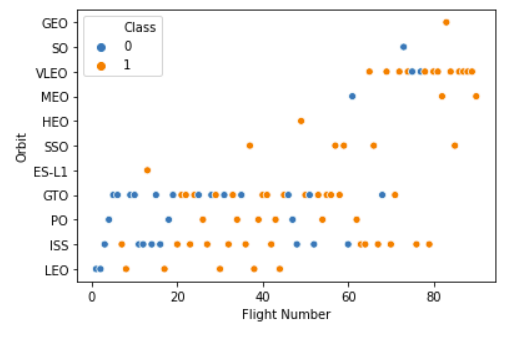 GEO
SO
VLEO
MEO
HEO
SSO
ES-L1
GTO
PO
ISS
LEO
Orbit
Class
0
1
0 20 40 60 80
Flight Number